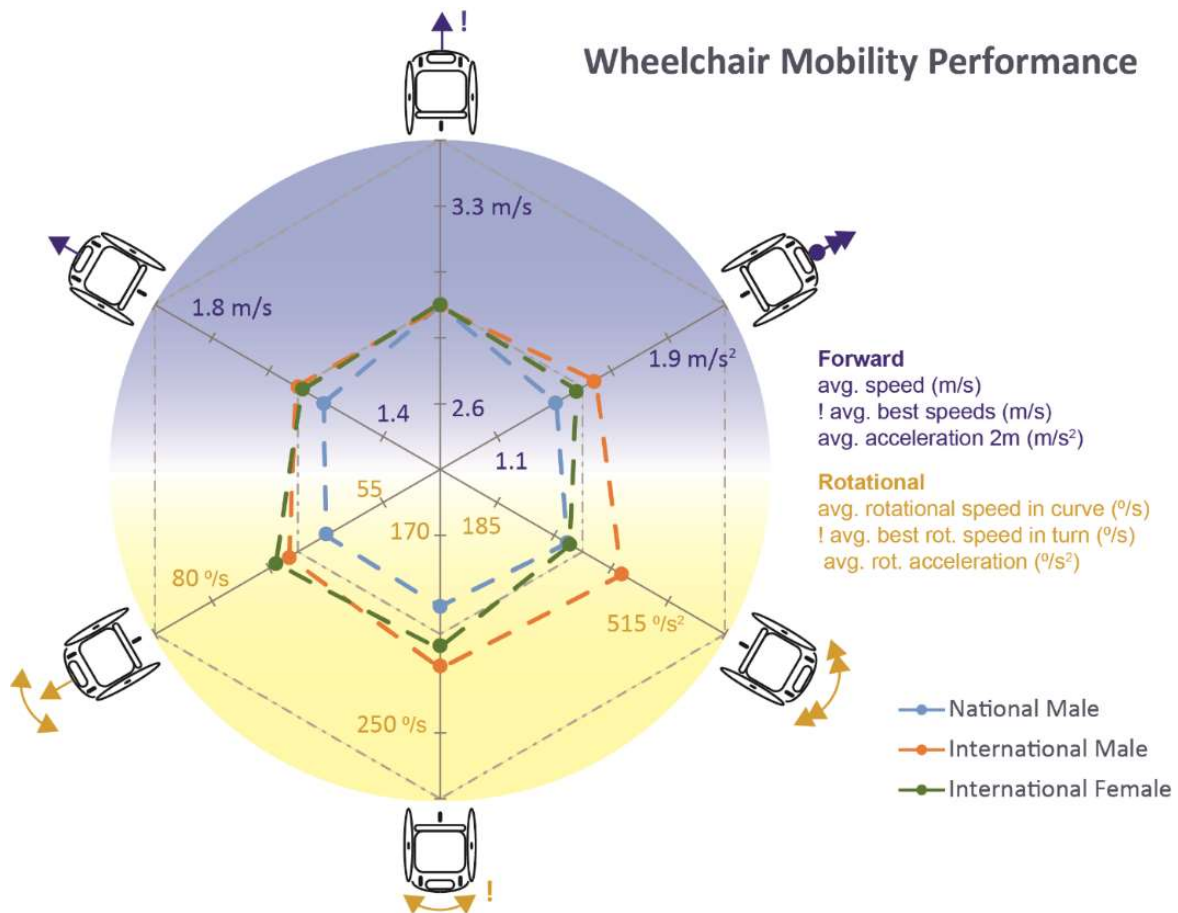 !
Wheelchair Mobility Performance
3.3 m/s
1.8 m/s
1.9 m/s²
1.4
2.6
1.1
55
170
185
80 º/s
515 º/s²
250 º/s
!
Forward
avg. speed (m/s)
! avg. best speeds (m/s)
avg. acceleration 2m (m/s²)
Rotational
avg. rotational speed in curve (º/s)
! avg. best rot. speed in turn (º/s)
avg. rot. acceleration (º/s²)
National Male
International Male
International Female